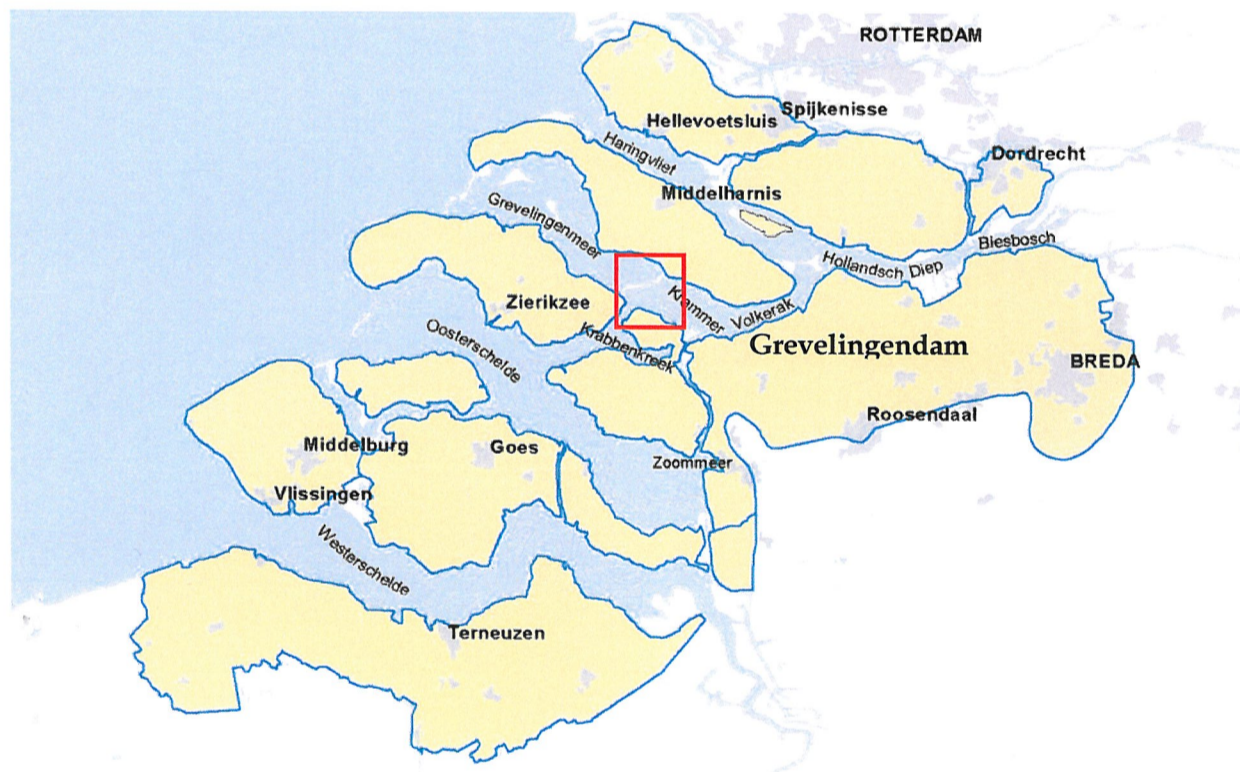 ROTTERDAM
Spijkenisse
Hellevoetsluis
Haringvliet
Dordrecht
Middelharnis
Grevelingenmeer
Biesbosch
Hollandsch Diep
Krammer
Zierikzee
Volkerak
Krabbenkreek
Oosterschelde
Grevelingendam
BREDA
Roosendaal
Middelburg
Goes
Zoommeer
Vlissingen
Westerschelde
Terneuzen